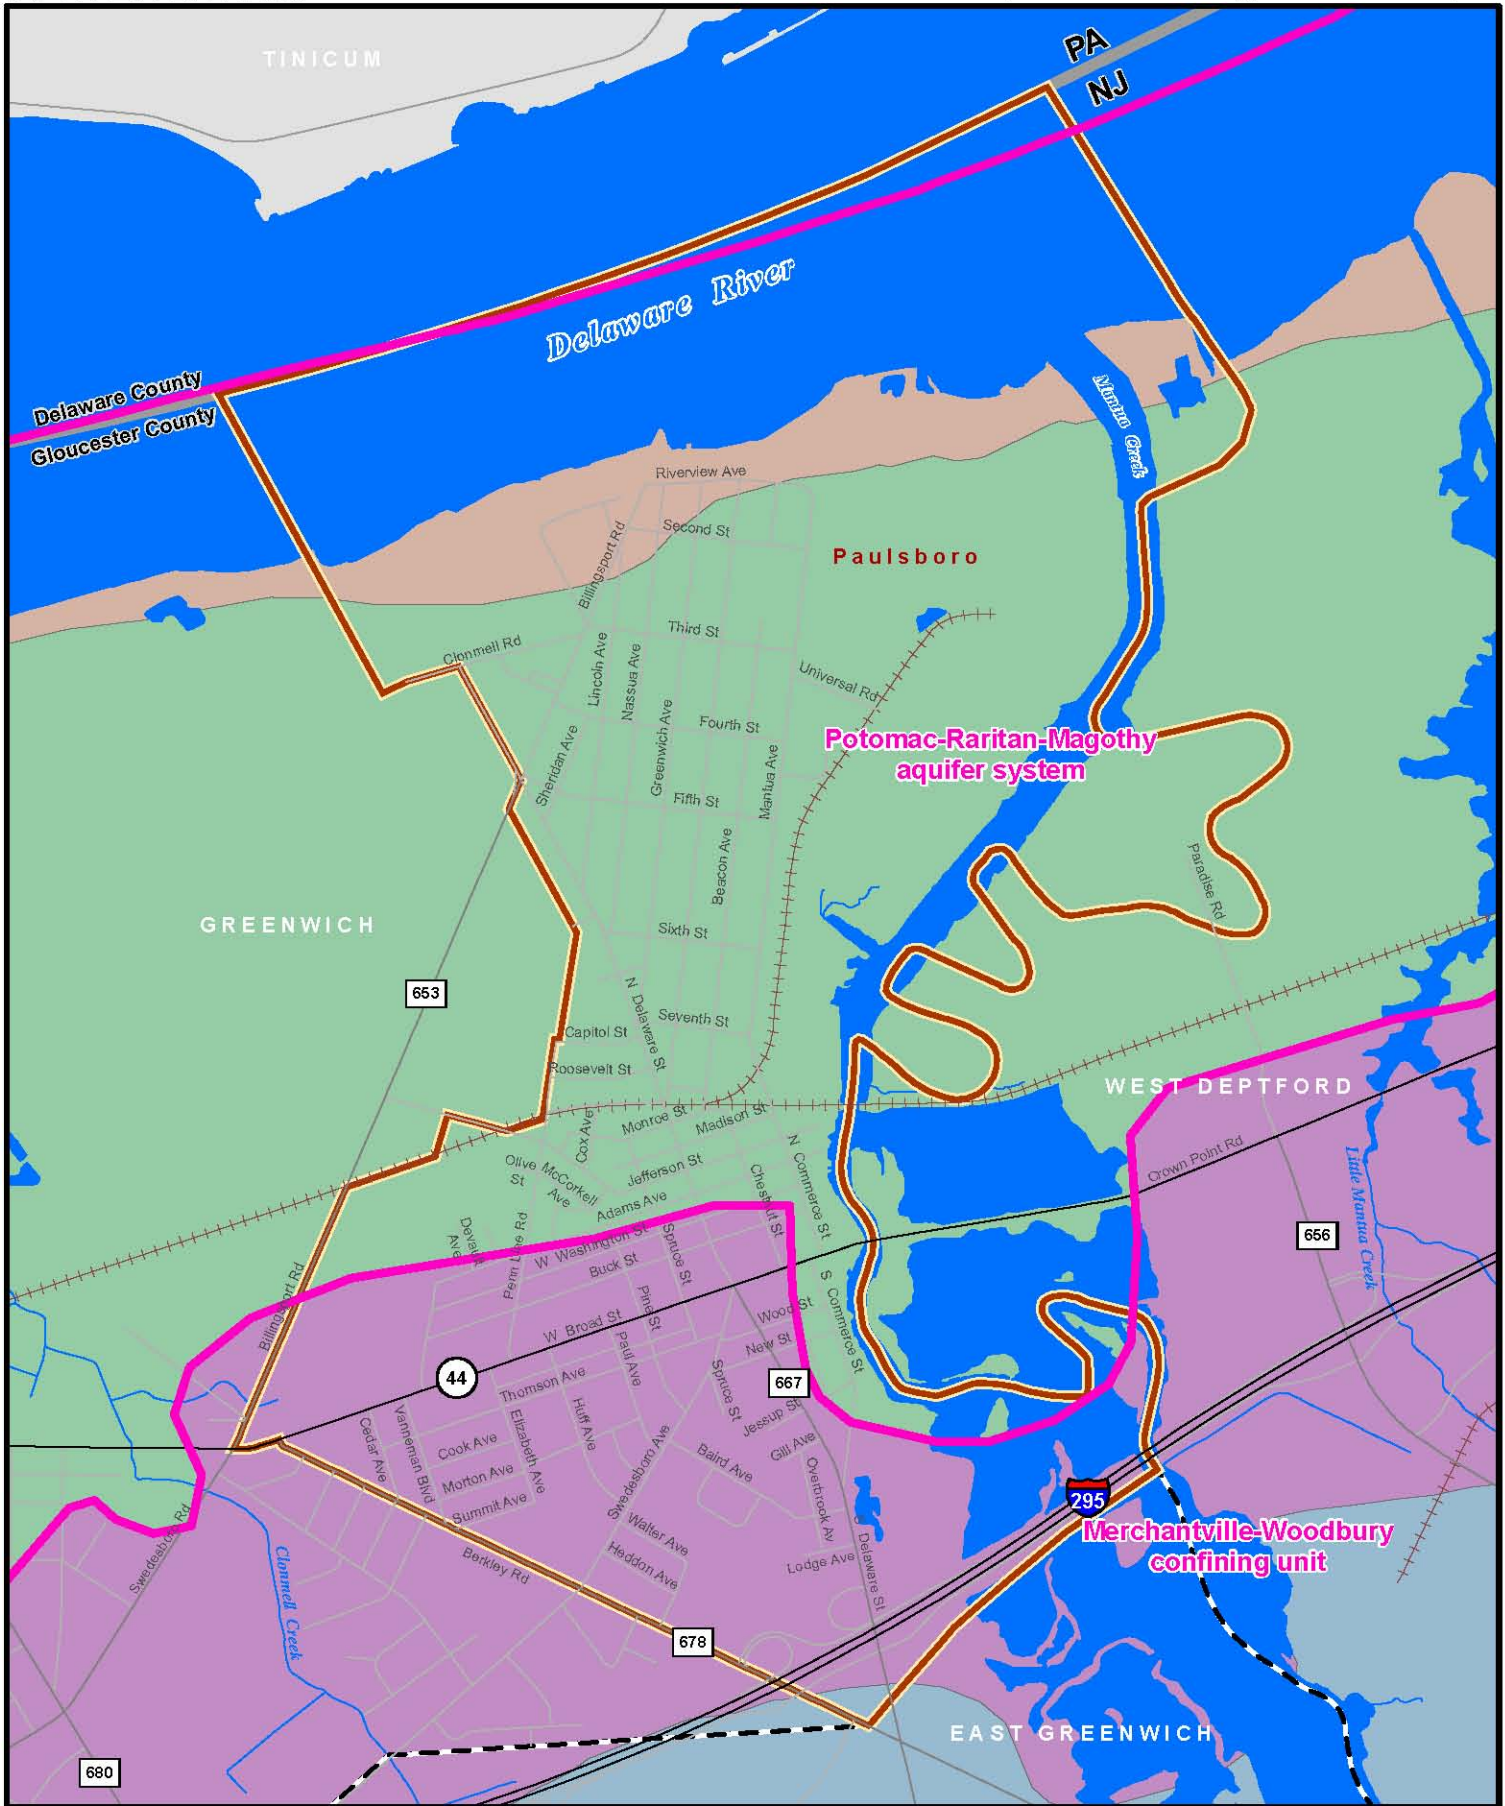 TINICUM
PA
NJ
Delaware River
Delaware County
Gloucester County
Mantua Creek
Riverview Ave
Second St
Billingsport Rd
Paulsboro
Third St
Clonmell Rd
Lincoln Ave
Nassua Ave
Universal Rd
Sheridan Ave
Greenwich Ave
Fourth St
Mantua Ave
Potomac-Raritan-Magothy
aquifer system
Fifth St
Beacon Ave
Paradise Rd
GREENWICH
Sixth St
653
N Delaware St
Seventh St
Capitol St
Roosevelt St
WEST DEPTFORD
Monroe St
Madison St
Cox Ave
N Commerce St
Crown Point Rd
Olive
St
McCorkell
Ave
Jefferson St
Chestnut St
Little Mantua Creek
Adams Ave
Devault
Ave
Penn Line Rd
W Washington St
Spruce St
656
Buck St
Billingsport Rd
Pine St
S Commerce St
Wood St
W Broad St
New St
Paul Ave
44
Thomson Ave
667
Spruce St
Cedar Ave
Vanneman Blvd
Elizabeth Ave
Huff Ave
Jessup St
Cook Ave
Swedesboro Ave
Baird Ave
Gill Ave
Morton Ave
Overbrook Av
295
Summit Ave
Swedesboro Rd
Walter Ave
S Delaware St
Merchantville-Woodbury
confining unit
Clonmell Creek
Berkley Rd
Heddon Ave
Lodge Ave
678
EAST GREENWICH
680